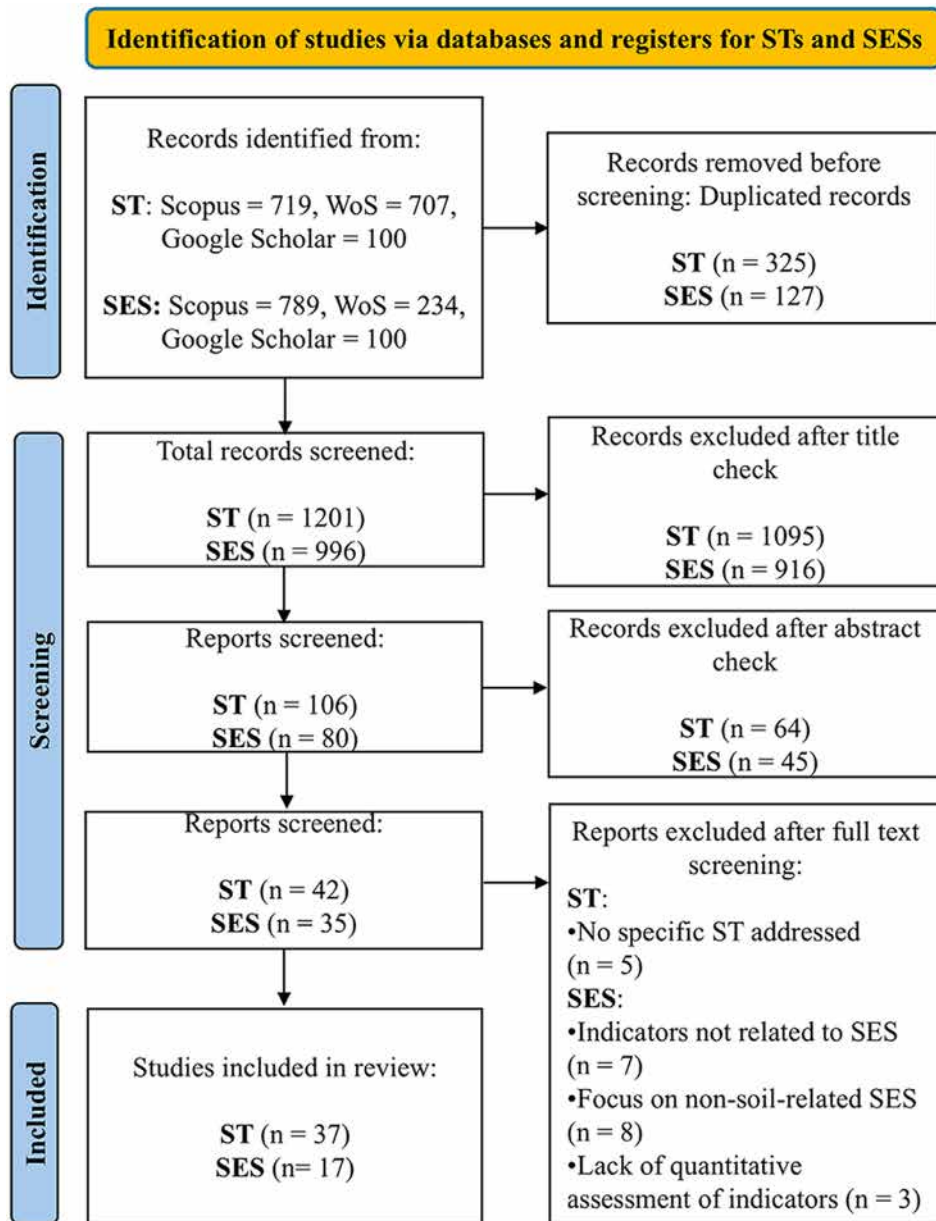 Identification of studies via databases and registers for STs and SESs
Identification
Records identified from:
ST: Scopus = 719, WoS = 707,
Google Scholar = 100
SES: Scopus = 789, WoS = 234,
Google Scholar = 100
Records removed before
screening: Duplicated records
ST (n = 325)
SES (n = 127)
Screening
Total records screened:
ST (n = 1201)
SES (n = 996)
Records excluded after title
check
ST (n = 1095)
SES (n = 916)
Reports screened:
ST (n = 106)
SES (n = 80)
Records excluded after abstract
check
ST (n = 64)
SES (n = 45)
Reports screened:
ST (n = 42)
SES (n = 35)
Reports excluded after full text
screening:
ST:
•No specific ST addressed
(n = 5)
SES:
•Indicators not related to SES
(n = 7)
•Focus on non-soil-related SES
(n = 8)
•Lack of quantitative
assessment of indicators (n = 3)
Included
Studies included in review:
ST (n = 37)
SES (n= 17)